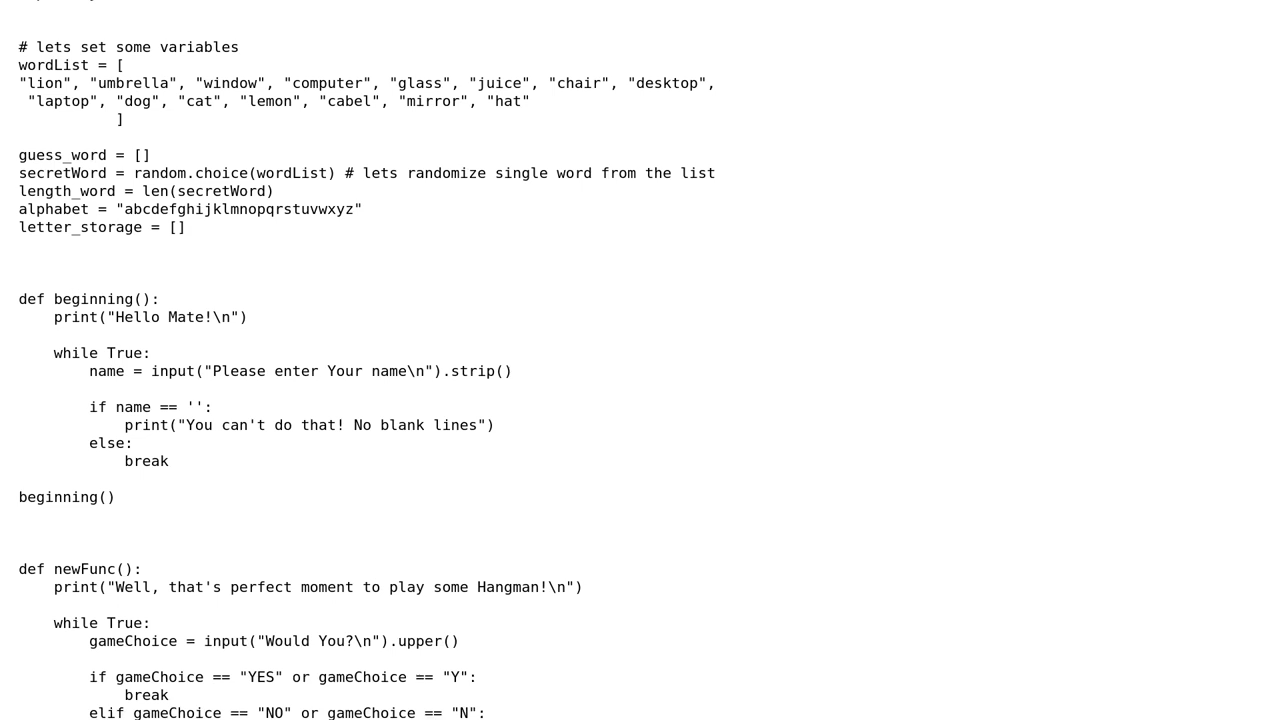 # lets set some variables
wordList = [
"lion", "umbrella", "window", "computer", "glass", "juice", "chair", "desktop",
 "laptop", "dog", "cat", "lemon", "cabel", "mirror", "hat"
           ]
guess_word = []
secretWord = random.choice(wordList) # lets randomize single word from the list
length_word = len(secretWord)
alphabet = "abcdefghijklmnopqrstuvwxyz"
letter_storage = []
def beginning():
    print("Hello Mate!\n")
    while True:
        name = input("Please enter Your name\n").strip()
        if name == '':
            print("You can't do that! No blank lines")
        else:
            break
beginning()
def newFunc():
    print("Well, that's perfect moment to play some Hangman!\n")
    while True:
        gameChoice = input("Would You?\n").upper()
        if gameChoice == "YES" or gameChoice == "Y":
            break
        elif gameChoice == "NO" or gameChoice == "N":